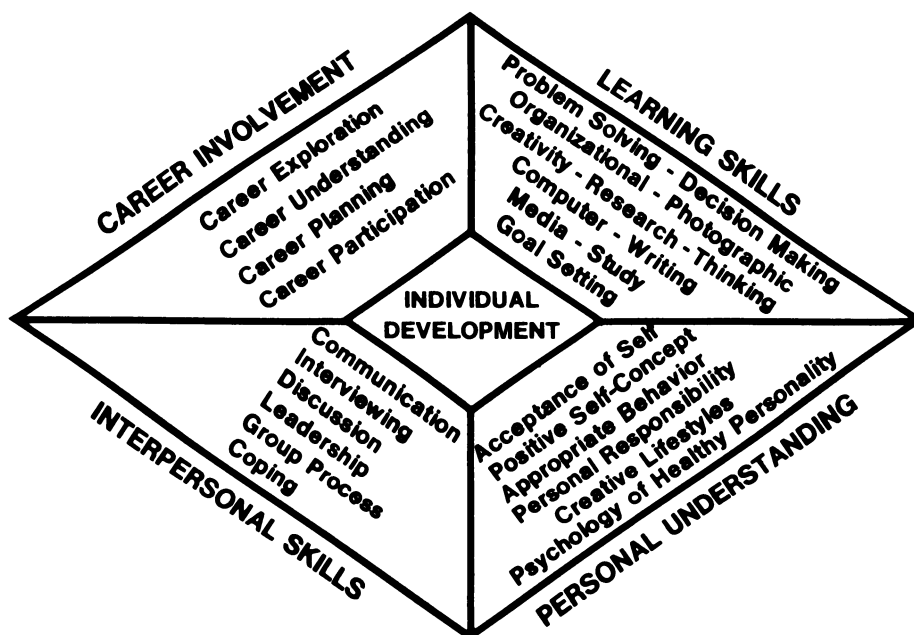 CAREER INVOLVEMENT
Career Exploration
Career Understanding
Career Planning
Career Participation
LEARNING SKILLS
Problem Solving - Decision Making
Organizational - Photographic
Creativity - Research - Thinking
Computer - Writing
Media - Study
Goal Setting
INDIVIDUAL
DEVELOPMENT
INTERPERSONAL SKILLS
Communication
Interviewing
Discussion
Leadership
Group Process
Coping
Acceptance of Self
Positive Self-Concept
Appropriate Behavior
Personal Responsibility
Creative Lifestyles
Psychology of Healthy Personality
PERSONAL UNDERSTANDING